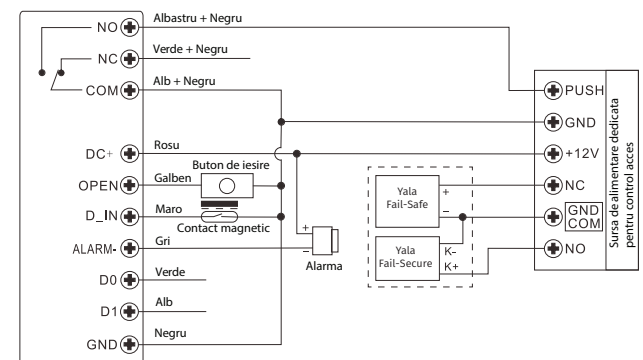 NO
Albastru + Negru
NC
Verde + Negru
COM
Alb + Negru
DC+
Rosu
OPEN
Galben
Buton de iesire
D_IN
Maro
Contact magnetic
ALARM-
Gri
+
−
Alarma
D0
Verde
D1
Alb
GND
Negru
Yala
Fail-Safe
+
−
Yala
Fail-Secure
K-
K+
PUSH
GND
+12V
NC
GND
COM
NO
Sursa de alimentare dedicata
pentru control acces